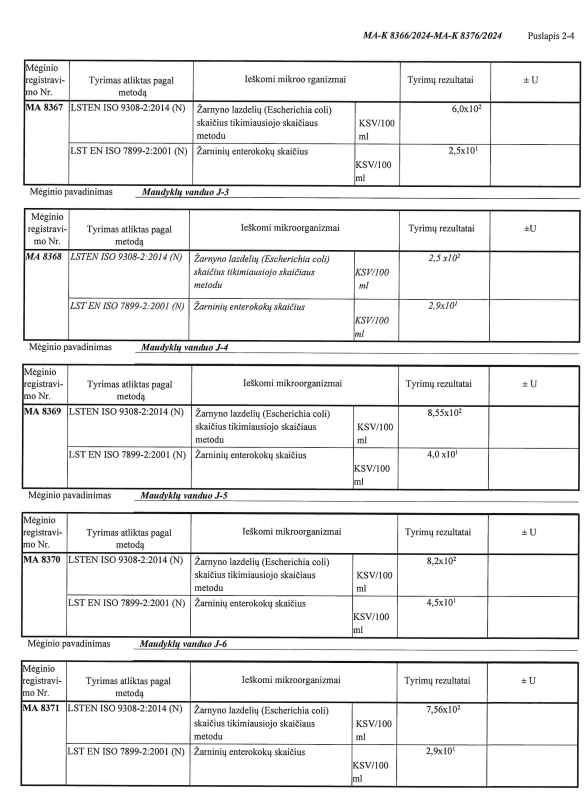 MA-K 8366/2024-MA-K 8376/2024 Puslapis 2-4
Mėginio registravi- mo Nr. Tyrimas atliktas pagal metodą Ieškomi mikroo rganizmai Tyrimų rezultatai ± U
MA 8367 LSTEN ISO 9308-2:2014 (N) Žarnyno lazdelių (Escherichia coli) 6,0x10²
skaičius tikimiausiojo skaičiaus KSV/100
metodu ml
LST EN ISO 7899-2:2001 (N) Žarninių enterokokų skaičius 2,5x10¹
KSV/100
ml
Mėginio pavadinimas Maudyklų vanduo J-3
Mėginio registravi- mo Nr. Tyrimas atliktas pagal metodą Ieškomi mikroorganizmai Tyrimų rezultatai ±U
MA 8368 LSTEN ISO 9308-2:2014 (N) Žarnyno lazdelių (Escherichia coli) 2,5 x10²
skaičius tikimiausiojo skaičiaus KSV/100
metodu ml
LST EN ISO 7899-2:2001 (N) Žarninių enterokokų skaičius 2,9x10¹
KSV/100
ml
Mėginio pavadinimas Maudyklų vanduo J-4
Mėginio registravi- mo Nr. Tyrimas atliktas pagal metodą Ieškomi mikroorganizmai Tyrimų rezultatai ± U
MA 8369 LSTEN ISO 9308-2:2014 (N) Žarnyno lazdelių (Escherichia coli) 8,55x10²
skaičius tikimiausiojo skaičiaus KSV/100
metodu ml
LST EN ISO 7899-2:2001 (N) Žarninių enterokokų skaičius 4,0 x10¹
KSV/100
ml
Mėginio pavadinimas Maudyklų vanduo J-5
Mėginio registravi- mo Nr. Tyrimas atliktas pagal metodą Ieškomi mikroorganizmai Tyrimų rezultatai ± U
MA 8370 LSTEN ISO 9308-2:2014 (N) Žarnyno lazdelių (Escherichia coli) 8,2x10²
skaičius tikimiausiojo skaičiaus KSV/100
metodu ml
LST EN ISO 7899-2:2001 (N) Žarninių enterokokų skaičius 4,5x10¹
KSV/100
ml
Mėginio pavadinimas Maudyklų vanduo J-6
Mėginio registravi- mo Nr. Tyrimas atliktas pagal metodą Ieškomi mikroorganizmai Tyrimų rezultatai ± U
MA 8371 LSTEN ISO 9308-2:2014 (N) Žarnyno lazdelių (Escherichia coli) 7,56x10²
skaičius tikimiausiojo skaičiaus KSV/100
metodu ml
LST EN ISO 7899-2:2001 (N) Žarninių enterokokų skaičius 2,9x10¹
KSV/100
ml